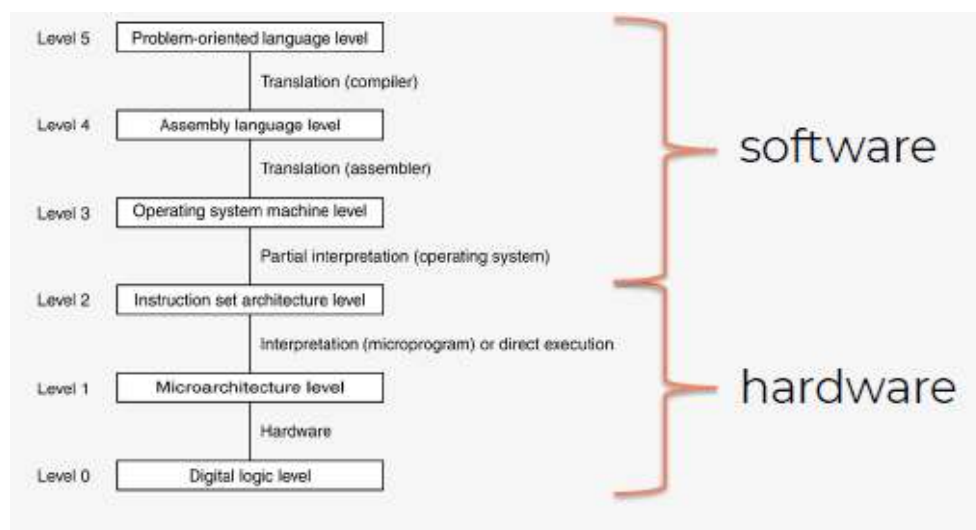 Level 5 Problem-oriented language level
Translation (compiler)
Level 4 Assembly language level
software
Translation (assembler)
Level 3 Operating system machine level
Partial interpretation (operating system)
Level 2 Instruction set architecture level
Interpretation (microprogram) or direct execution
Level 1 Microarchitecture level
hardware
Hardware
Level 0 Digital logic level